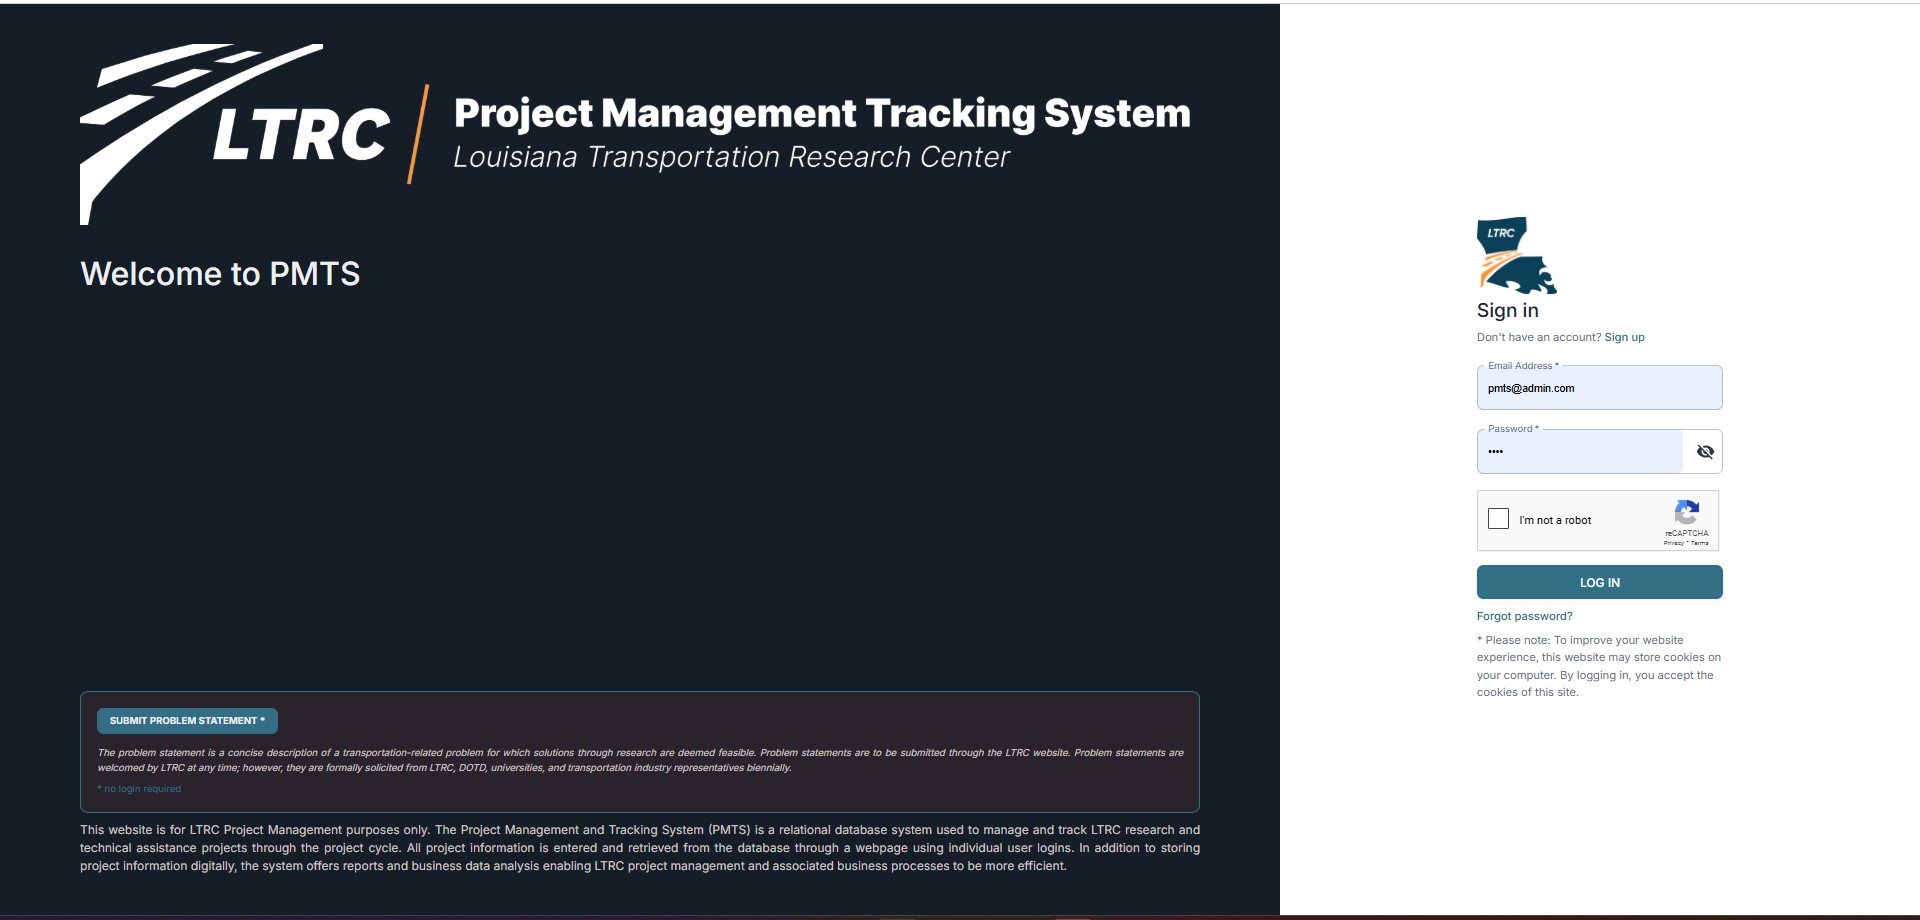 LTRC
Project Management Tracking System
Louisiana Transportation Research Center
Welcome to PMTS
SUBMIT PROBLEM STATEMENT *
The problem statement is a concise description of a transportation-related problem for which solutions through research are deemed feasible. Problem statements are to be submitted through the LTRC website. Problem statements are
welcomed by LTRC at any time; however, they are formally solicited from LTRC, DOTD, universities, and transportation industry representatives biennially.
* no login required
This website is for LTRC Project Management purposes only. The Project Management and Tracking System (PMTS) is a relational database system used to manage and track LTRC research and
technical assistance projects through the project cycle. All project information is entered and retrieved from the database through a webpage using individual user logins. In addition to storing
project information digitally, the system offers reports and business data analysis enabling LTRC project management and associated business processes to be more efficient.
LTRC
Sign in
Don't have an account? Sign up
Email Address *
pmts@admin.com
Password *
••••
I'm not a robot
reCAPTCHA
Privacy - Terms
LOG IN
Forgot password?
* Please note: To improve your website
experience, this website may store cookies on
your computer. By logging in, you accept the
cookies of this site.